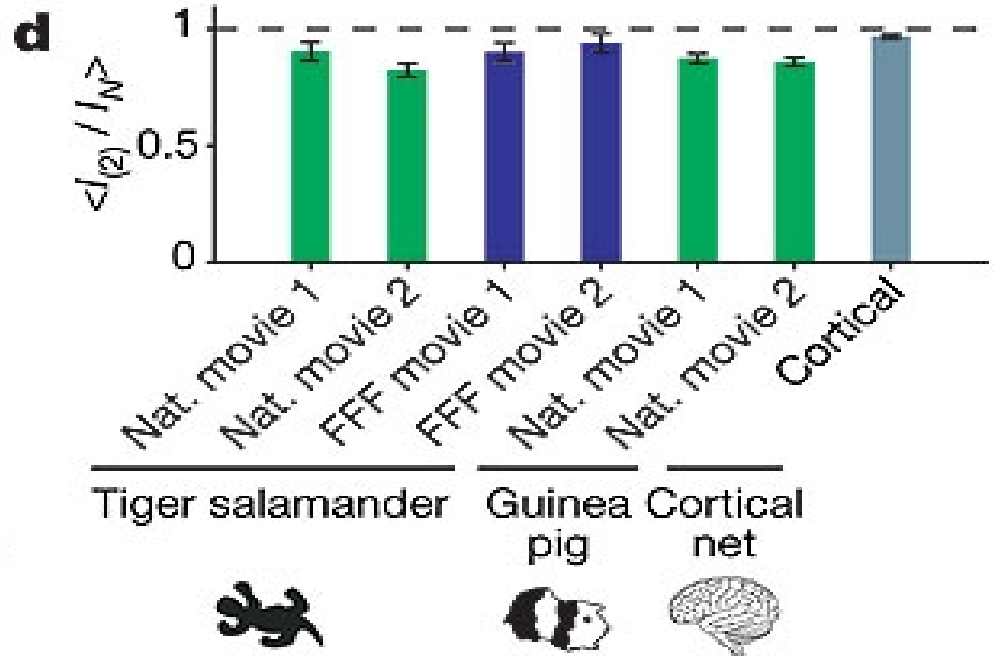 d
<I(2) / IN>
1
0.5
0
Nat. movie 1
Nat. movie 2
FFF movie 1
FFF movie 2
Nat. movie 1
Nat. movie 2
Cortical
Tiger salamander
Guinea pig
Cortical net